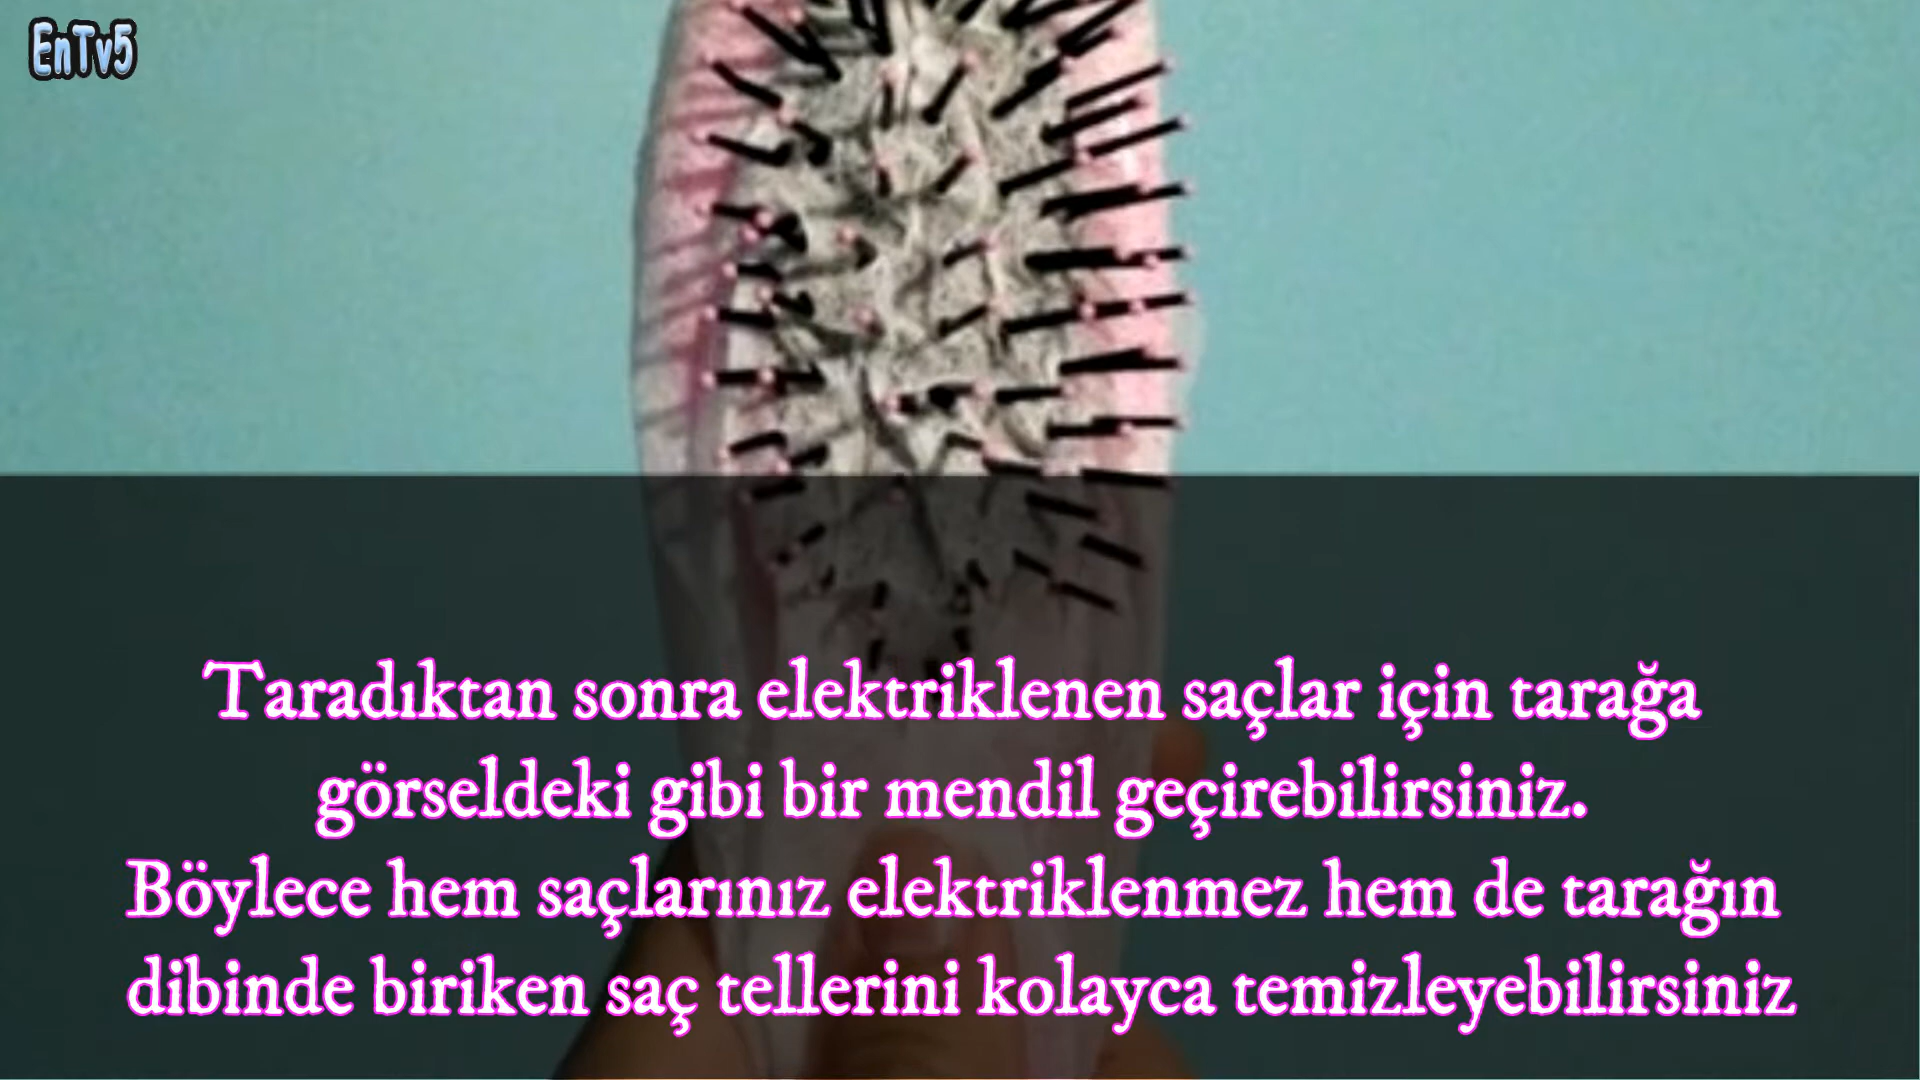 EnTv5
Taradıktan sonra elektriklenen saçlar için tarağa
görseldeki gibi bir mendil geçirebilirsiniz.
Böylece hem saçlarınız elektriklenmez hem de tarağın
dibinde biriken saç tellerini kolayca temizleyebilirsiniz